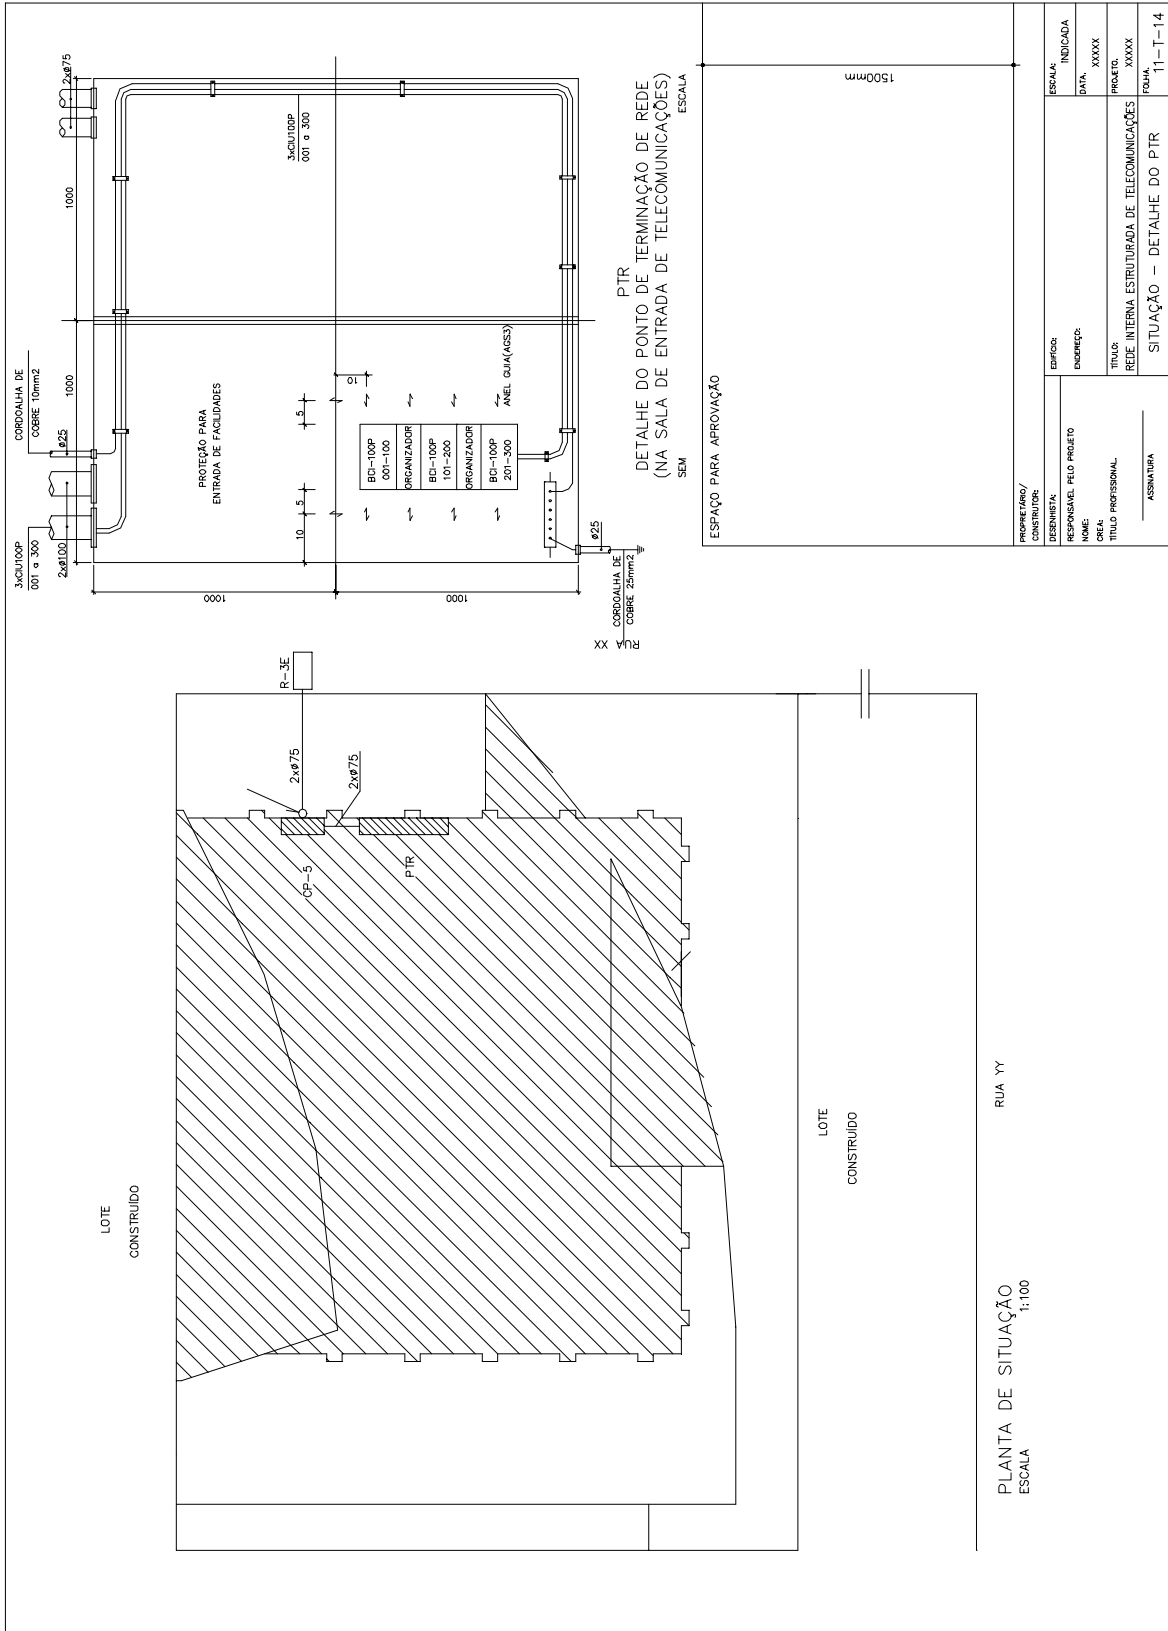 3xCIU100P
001 a 300
2xø100
CORDOALHA DE
COBRE 10mm2
ø25
1000
1000
2xø75
3xCIU100P
001 a 300
PROTEÇÃO PARA
ENTRADA DE FACILIDADES
10
5
5
10
BCI-100P
001-100
ORGANIZADOR
BCI-100P
101-200
ORGANIZADOR
BCI-100P
201-300
ANEL GUIA(AGS3)
1000
1000
ø25
CORDOALHA DE
COBRE 25mm2
PTR
DETALHE DO PONTO DE TERMINAÇÃO DE REDE
(NA SALA DE ENTRADA DE TELECOMUNICAÇÕES)
SEM ESCALA
RUA XX
R-3E
2xø75
2xø75
CP-5
PTR
LOTE
CONSTRUÍDO
LOTE
CONSTRUÍDO
RUA YY
PLANTA DE SITUAÇÃO
ESCALA 1:100
ESPAÇO PARA APROVAÇÃO
1500mm
PROPRIETÁRIO/
CONSTRUTOR:
DESENHISTA:
RESPONSÁVEL PELO PROJETO
NOME:
CREA:
TÍTULO PROFISSIONAL.
ASSINATURA
EDIFÍCIO:
ENDEREÇO:
TÍTULO:
REDE INTERNA ESTRUTURADA DE TELECOMUNICAÇÕES
SITUAÇÃO – DETALHE DO PTR
ESCALA:
INDICADA
DATA.
XXXXX
PROJETO.
XXXXX
FOLHA.
11-T-14